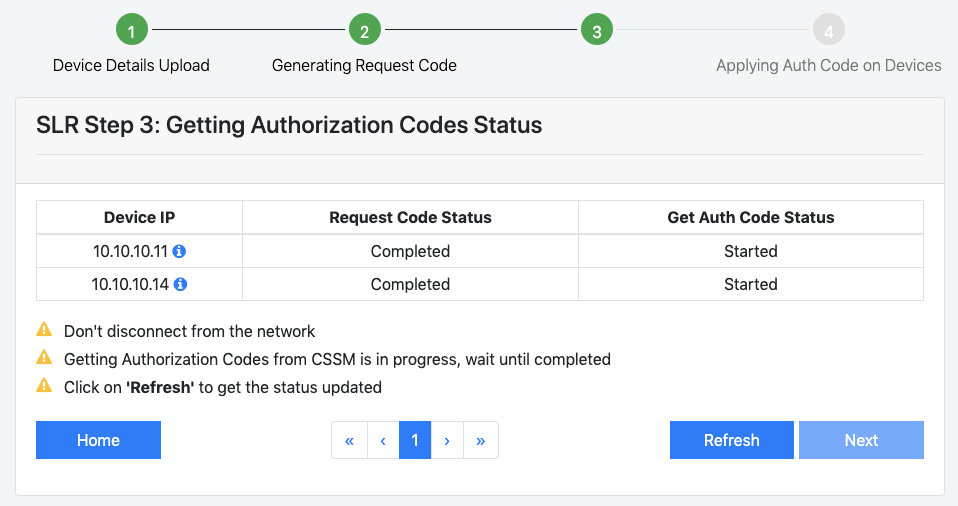 1 2 3 4
Device Details Upload Generating Request Code Applying Auth Code on Devices
SLR Step 3: Getting Authorization Codes Status
Device IP Request Code Status Get Auth Code Status
10.10.10.11 Completed Started
10.10.10.14 Completed Started
Don't disconnect from the network
Getting Authorization Codes from CSSM is in progress, wait until completed
Click on 'Refresh' to get the status updated
Home « ‹ 1 › » Refresh Next